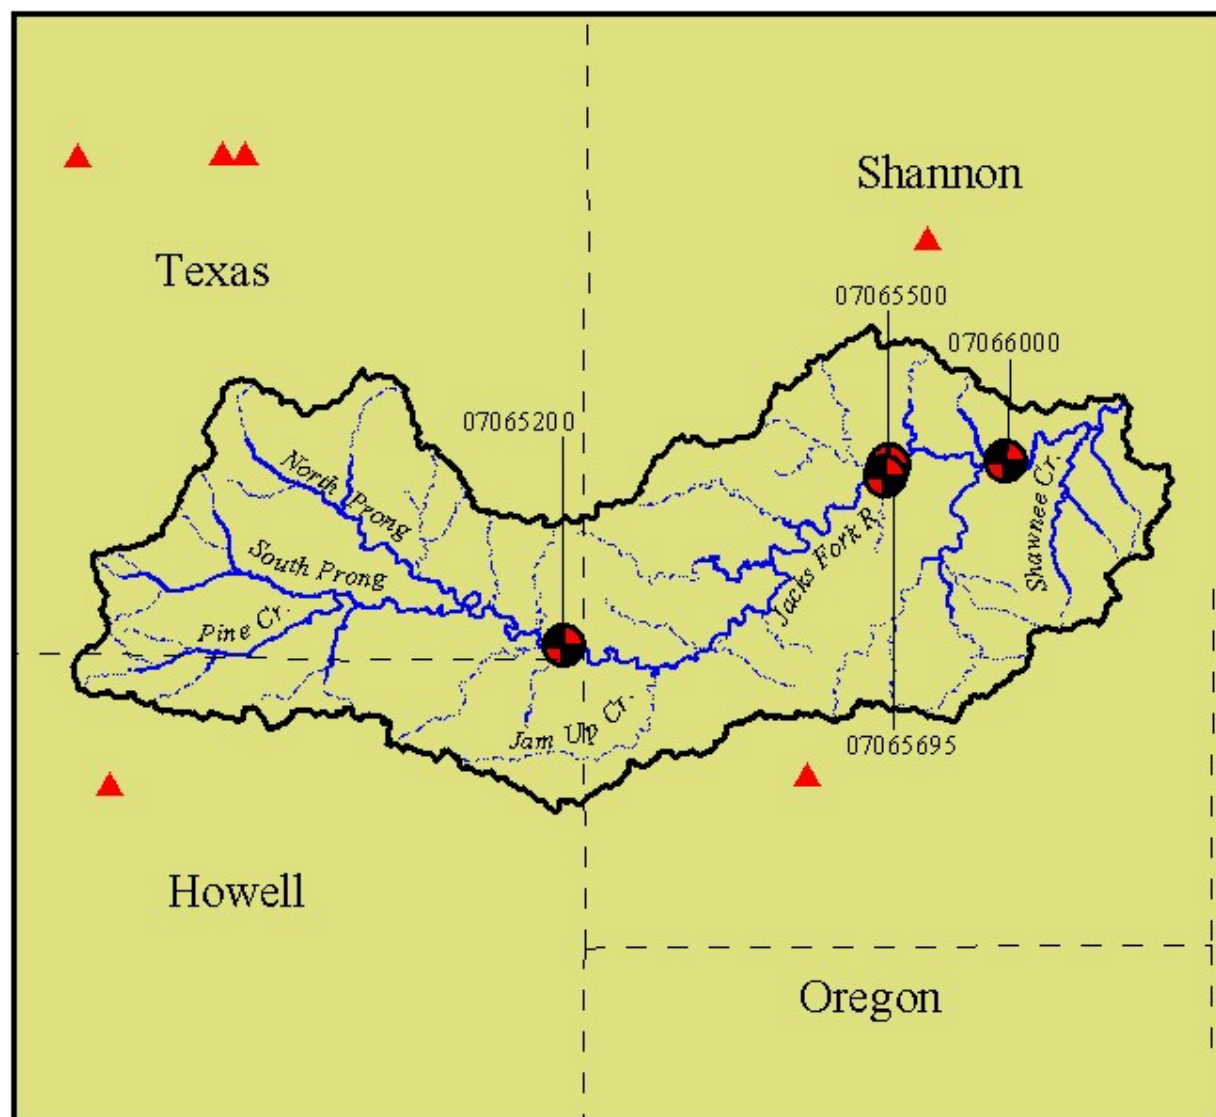 Shannon
Texas
07065500
07066000
07065200
North Prong
South Prong
Pine Cr.
Jacks Fork R.
Shawnee Cr.
Jam Up Cr.
07065695
Howell
Oregon